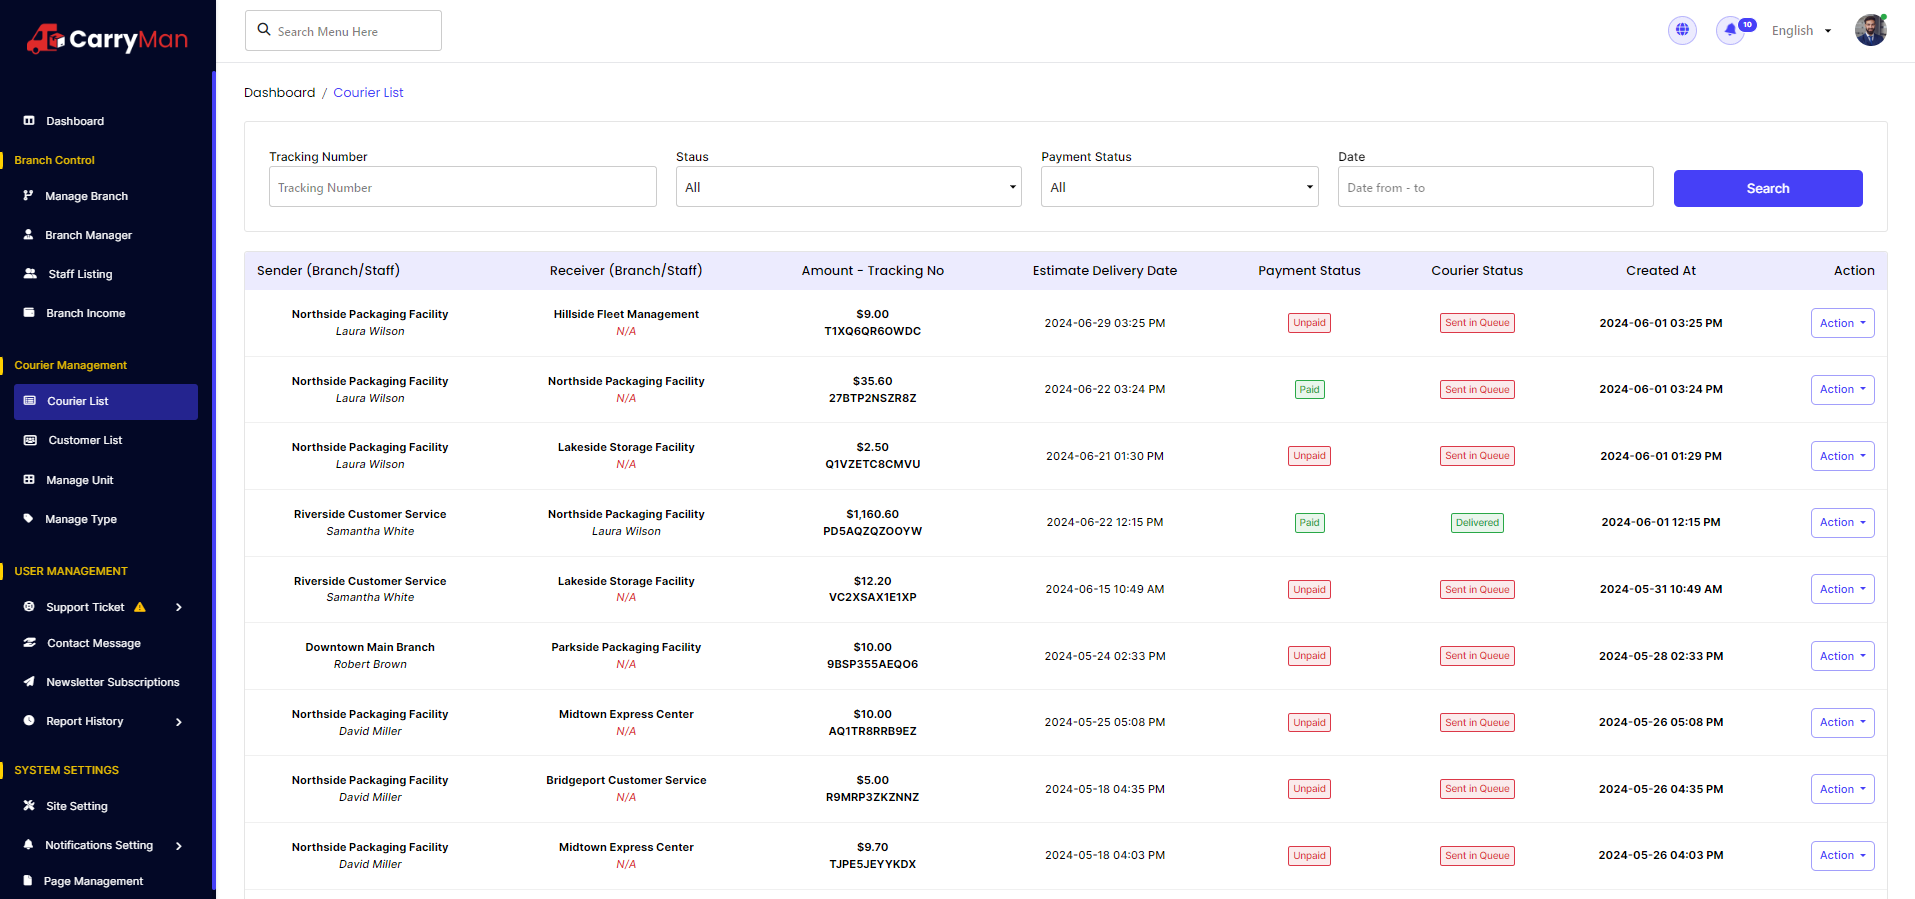 CarryMan
Search Menu Here
10
English
Dashboard
Branch Control
Manage Branch
Branch Manager
Staff Listing
Branch Income
Courier Management
Courier List
Customer List
Manage Unit
Manage Type
USER MANAGEMENT
Support Ticket
Contact Message
Newsletter Subscriptions
Report History
SYSTEM SETTINGS
Site Setting
Notifications Setting
Page Management
Dashboard / Courier List
Tracking Number Staus Payment Status Date
Tracking Number All All Date from - to Search
Sender (Branch/Staff) Receiver (Branch/Staff) Amount - Tracking No Estimate Delivery Date Payment Status Courier Status Created At Action
Northside Packaging Facility Hillside Fleet Management $9.00
Laura Wilson N/A T1XQ6QR6OWDC
2024-06-29 03:25 PM Unpaid Sent in Queue 2024-06-01 03:25 PM Action
Northside Packaging Facility Northside Packaging Facility $35.60
Laura Wilson N/A 27BTP2NSZR8Z
2024-06-22 03:24 PM Paid Sent in Queue 2024-06-01 03:24 PM Action
Northside Packaging Facility Lakeside Storage Facility $2.50
Laura Wilson N/A Q1VZETC8CMVU
2024-06-21 01:30 PM Unpaid Sent in Queue 2024-06-01 01:29 PM Action
Riverside Customer Service Northside Packaging Facility $1,160.60
Samantha White Laura Wilson PD5AQZQZOOYW
2024-06-22 12:15 PM Paid Delivered 2024-06-01 12:15 PM Action
Riverside Customer Service Lakeside Storage Facility $12.20
Samantha White N/A VC2XSAX1E1XP
2024-06-15 10:49 AM Unpaid Sent in Queue 2024-05-31 10:49 AM Action
Downtown Main Branch Parkside Packaging Facility $10.00
Robert Brown N/A 9BSP355AEQO6
2024-05-24 02:33 PM Unpaid Sent in Queue 2024-05-28 02:33 PM Action
Northside Packaging Facility Midtown Express Center $10.00
David Miller N/A AQ1TR8RRB9EZ
2024-05-25 05:08 PM Unpaid Sent in Queue 2024-05-26 05:08 PM Action
Northside Packaging Facility Bridgeport Customer Service $5.00
David Miller N/A R9MRP3ZKZNNZ
2024-05-18 04:35 PM Unpaid Sent in Queue 2024-05-26 04:35 PM Action
Northside Packaging Facility Midtown Express Center $9.70
David Miller N/A TJPE5JEYYKDX
2024-05-18 04:03 PM Unpaid Sent in Queue 2024-05-26 04:03 PM Action